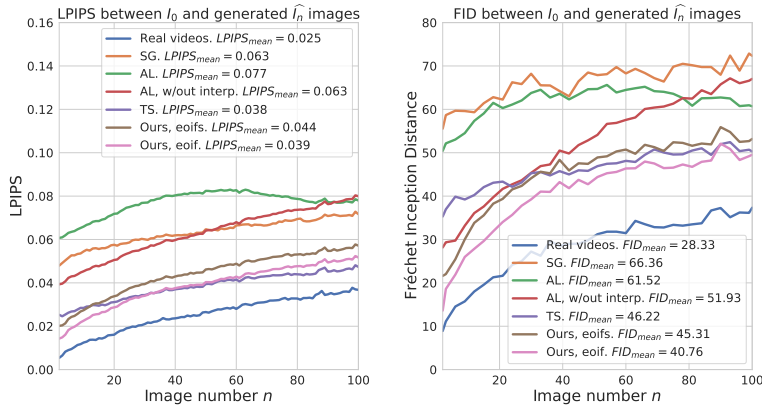 LPIPS between I₀ and generated Îₙ images
LPIPS
0.16
0.14
0.12
0.10
0.08
0.06
0.04
0.02
0.00
Real videos. LPIPS_mean = 0.025
SG. LPIPS_mean = 0.063
AL. LPIPS_mean = 0.077
AL, w/out interp. LPIPS_mean = 0.063
TS. LPIPS_mean = 0.038
Ours, eoifs. LPIPS_mean = 0.044
Ours, eoif. LPIPS_mean = 0.039
20 40 60 80 100
Image number n
FID between I₀ and generated Îₙ images
Fréchet Inception Distance
80
70
60
50
40
30
20
10
0
Real videos. FID_mean = 28.33
SG. FID_mean = 66.36
AL. FID_mean = 61.52
AL, w/out interp. FID_mean = 51.93
TS. FID_mean = 46.22
Ours, eoifs. FID_mean = 45.31
Ours, eoif. FID_mean = 40.76
20 40 60 80 100
Image number n